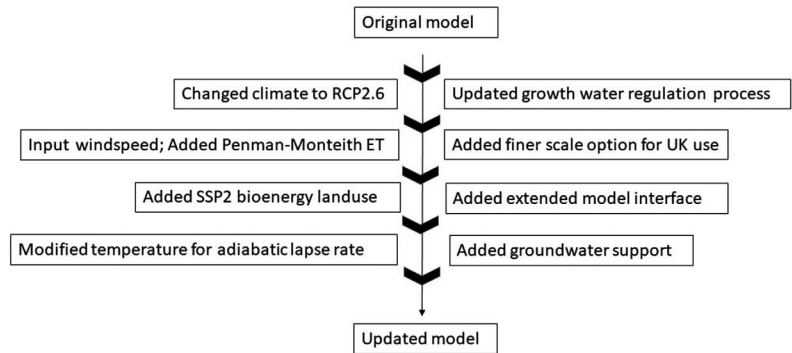 Original model
Changed climate to RCP2.6
Updated growth water regulation process
Input windspeed; Added Penman-Monteith ET
Added finer scale option for UK use
Added SSP2 bioenergy landuse
Added extended model interface
Modified temperature for adiabatic lapse rate
Added groundwater support
Updated model